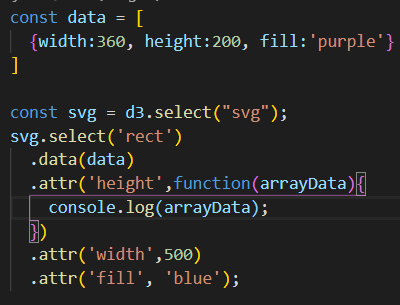 const data = [
  {width:360, height:200, fill:'purple'}
]
const svg = d3.select("svg");
svg.select('rect')
  .data(data)
  .attr('height',function(arrayData){
    console.log(arrayData);
  })
  .attr('width',500)
  .attr('fill', 'blue');